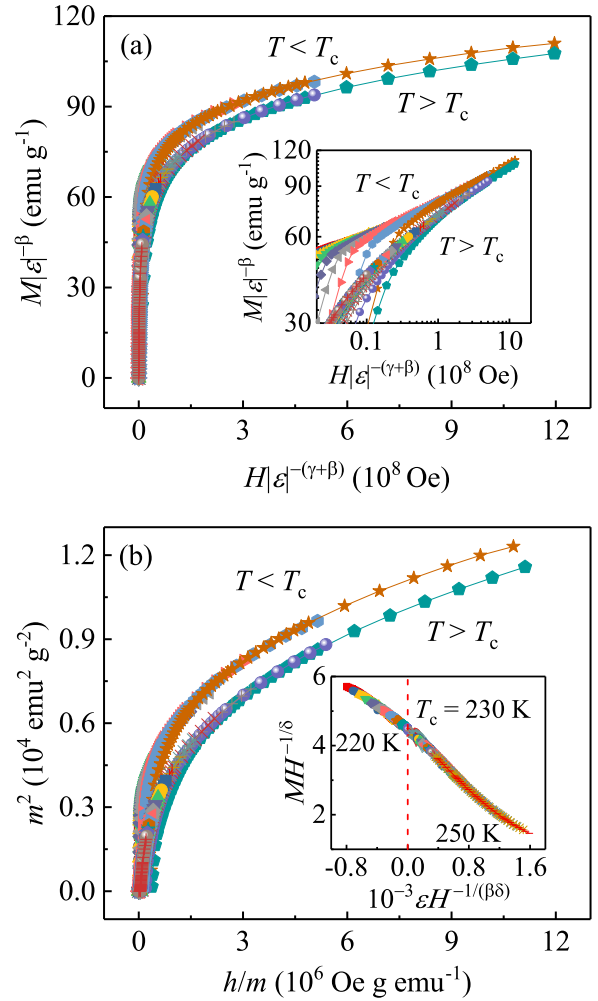 (a)
T < Tc
T > Tc
120
90
60
30
0
M|ε|⁻ᵝ (emu g⁻¹)
0 3 6 9 12
H|ε|⁻⁽ᵞ⁺ᵝ⁾ (10⁸ Oe)
120
90
60
30
M|ε|⁻ᵝ (emu g⁻¹)
T < Tc
T > Tc
0.1 1 10
H|ε|⁻⁽ᵞ⁺ᵝ⁾ (10⁸ Oe)
(b)
T < Tc
T > Tc
1.2
0.9
0.6
0.3
0.0
m² (10⁴ emu² g⁻²)
0 3 6 9 12
h/m (10⁶ Oe g emu⁻¹)
6
4
2
MH⁻¹/ᵟ
Tc = 230 K
220 K
250 K
-0.8 0.0 0.8 1.6
10⁻³ εH⁻¹/⁽ᵝᵟ⁾